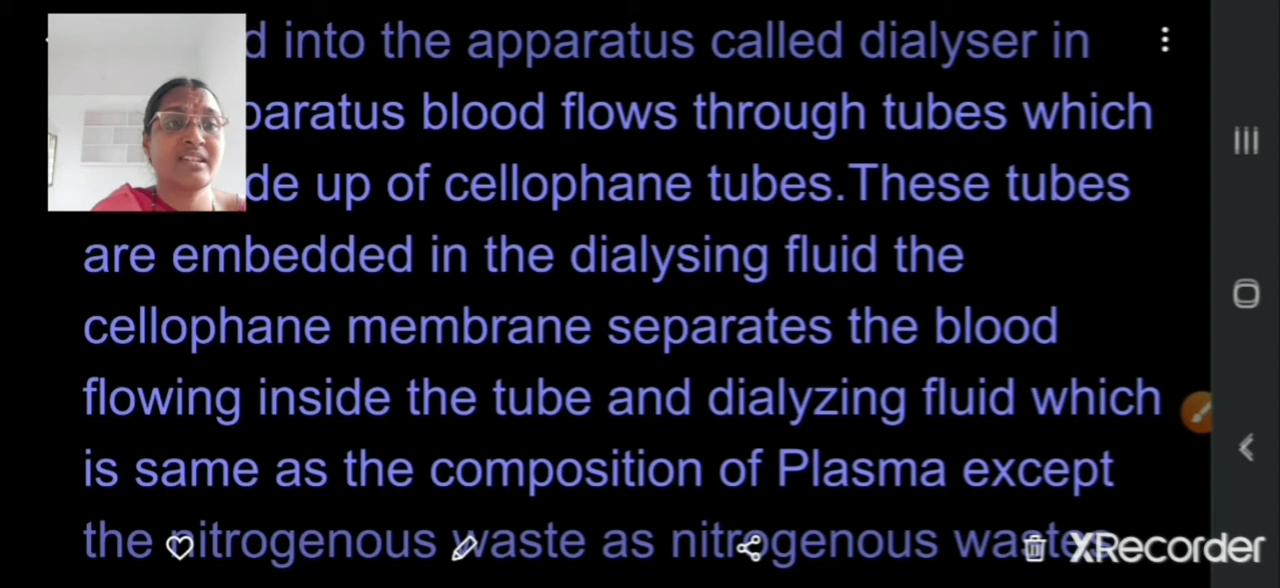 d into the apparatus called dialyser in
paratus blood flows through tubes which
de up of cellophane tubes.These tubes
are embedded in the dialysing fluid the
cellophane membrane separates the blood
flowing inside the tube and dialyzing fluid which
is same as the composition of Plasma except
the nitrogenous waste as nitrogenous wastes
XRecorder